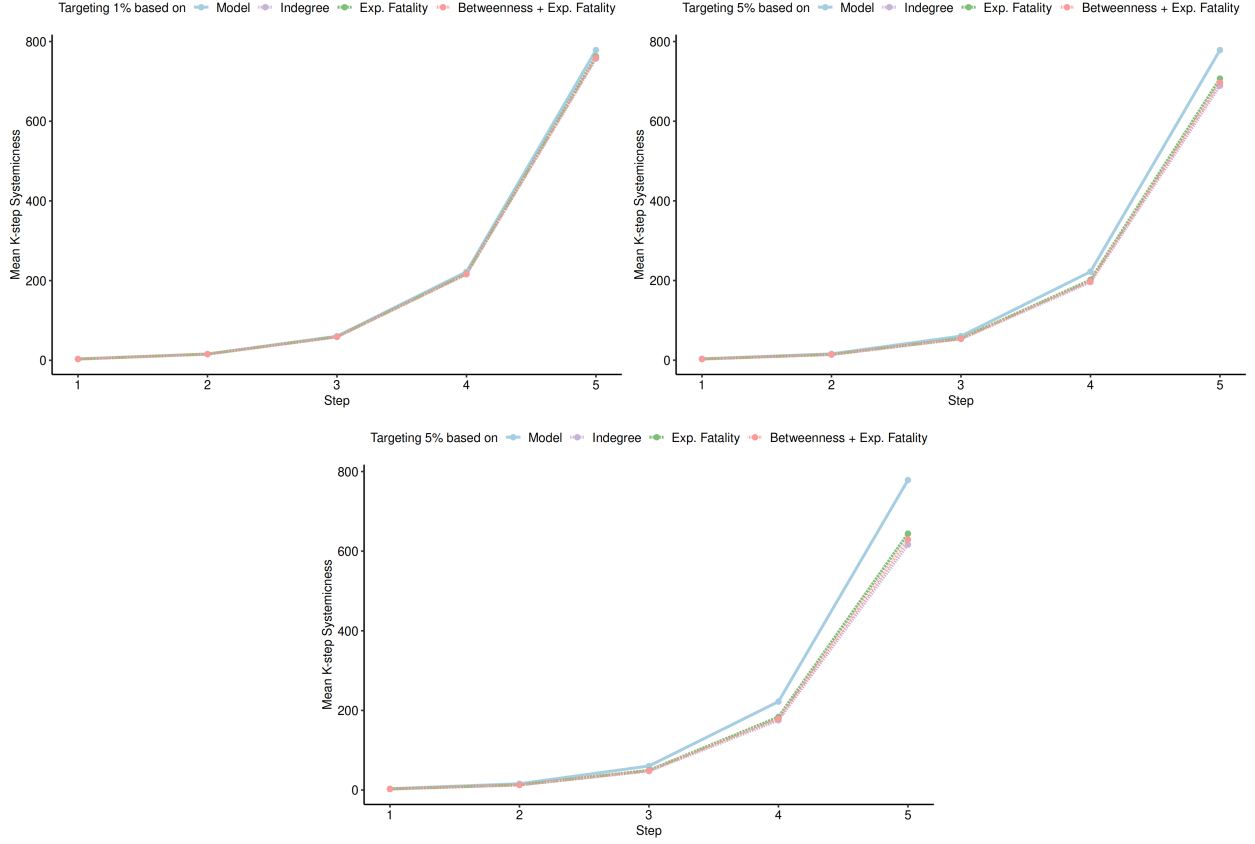 Targeting 1% based on Model Indegree Exp. Fatality Betweenness + Exp. Fatality
800
600
400
200
0
Mean K-step Systemicness
1 2 3 4 5
Step
Targeting 5% based on Model Indegree Exp. Fatality Betweenness + Exp. Fatality
800
600
400
200
0
Mean K-step Systemicness
1 2 3 4 5
Step
Targeting 5% based on Model Indegree Exp. Fatality Betweenness + Exp. Fatality
800
600
400
200
0
Mean K-step Systemicness
1 2 3 4 5
Step